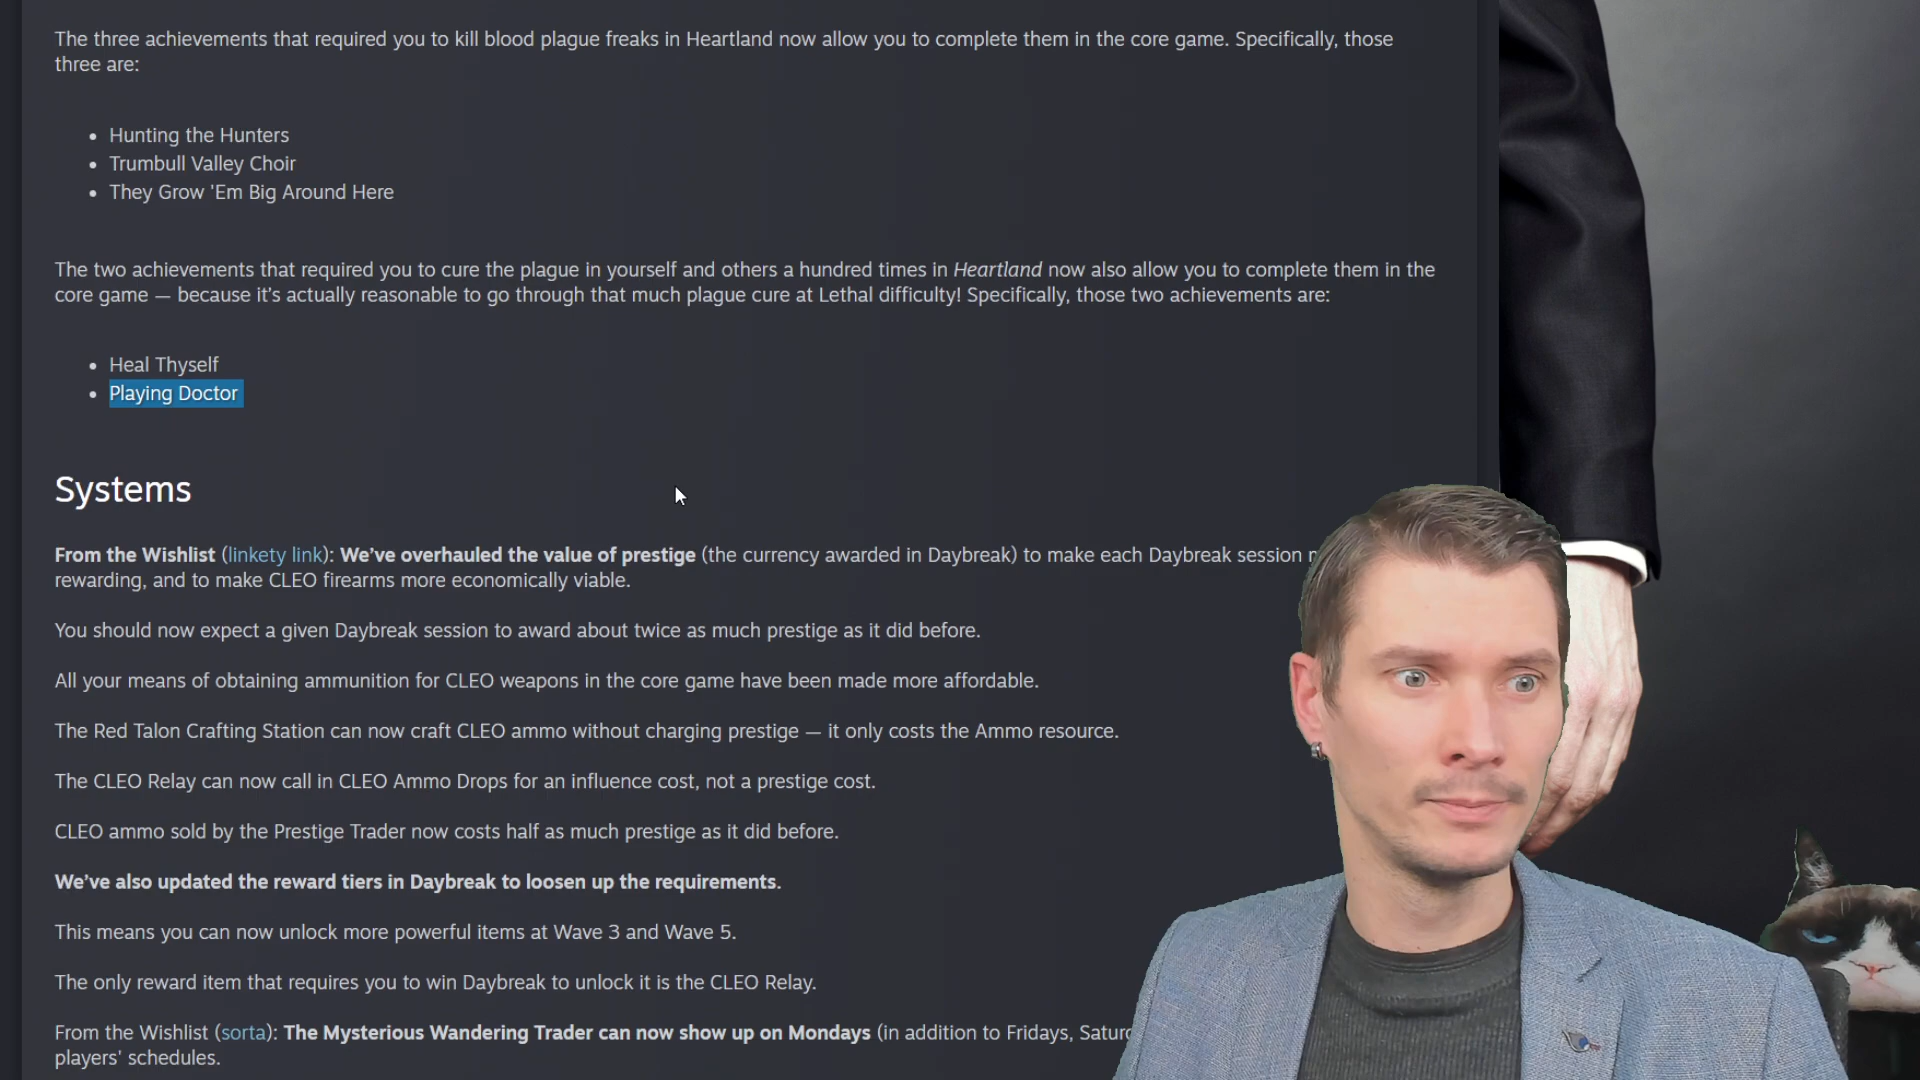 The three achievements that required you to kill blood plague freaks in Heartland now allow you to complete them in the core game. Specifically, those
three are:
• Hunting the Hunters
• Trumbull Valley Choir
• They Grow 'Em Big Around Here
The two achievements that required you to cure the plague in yourself and others a hundred times in Heartland now also allow you to complete them in the
core game — because it's actually reasonable to go through that much plague cure at Lethal difficulty! Specifically, those two achievements are:
• Heal Thyself
• Playing Doctor
Systems
From the Wishlist (linkety link): We've overhauled the value of prestige (the currency awarded in Daybreak) to make each Daybreak session
rewarding, and to make CLEO firearms more economically viable.
You should now expect a given Daybreak session to award about twice as much prestige as it did before.
All your means of obtaining ammunition for CLEO weapons in the core game have been made more affordable.
The Red Talon Crafting Station can now craft CLEO ammo without charging prestige — it only costs the Ammo resource.
The CLEO Relay can now call in CLEO Ammo Drops for an influence cost, not a prestige cost.
CLEO ammo sold by the Prestige Trader now costs half as much prestige as it did before.
We've also updated the reward tiers in Daybreak to loosen up the requirements.
This means you can now unlock more powerful items at Wave 3 and Wave 5.
The only reward item that requires you to win Daybreak to unlock it is the CLEO Relay.
From the Wishlist (sorta): The Mysterious Wandering Trader can now show up on Mondays (in addition to Fridays,
players' schedules.